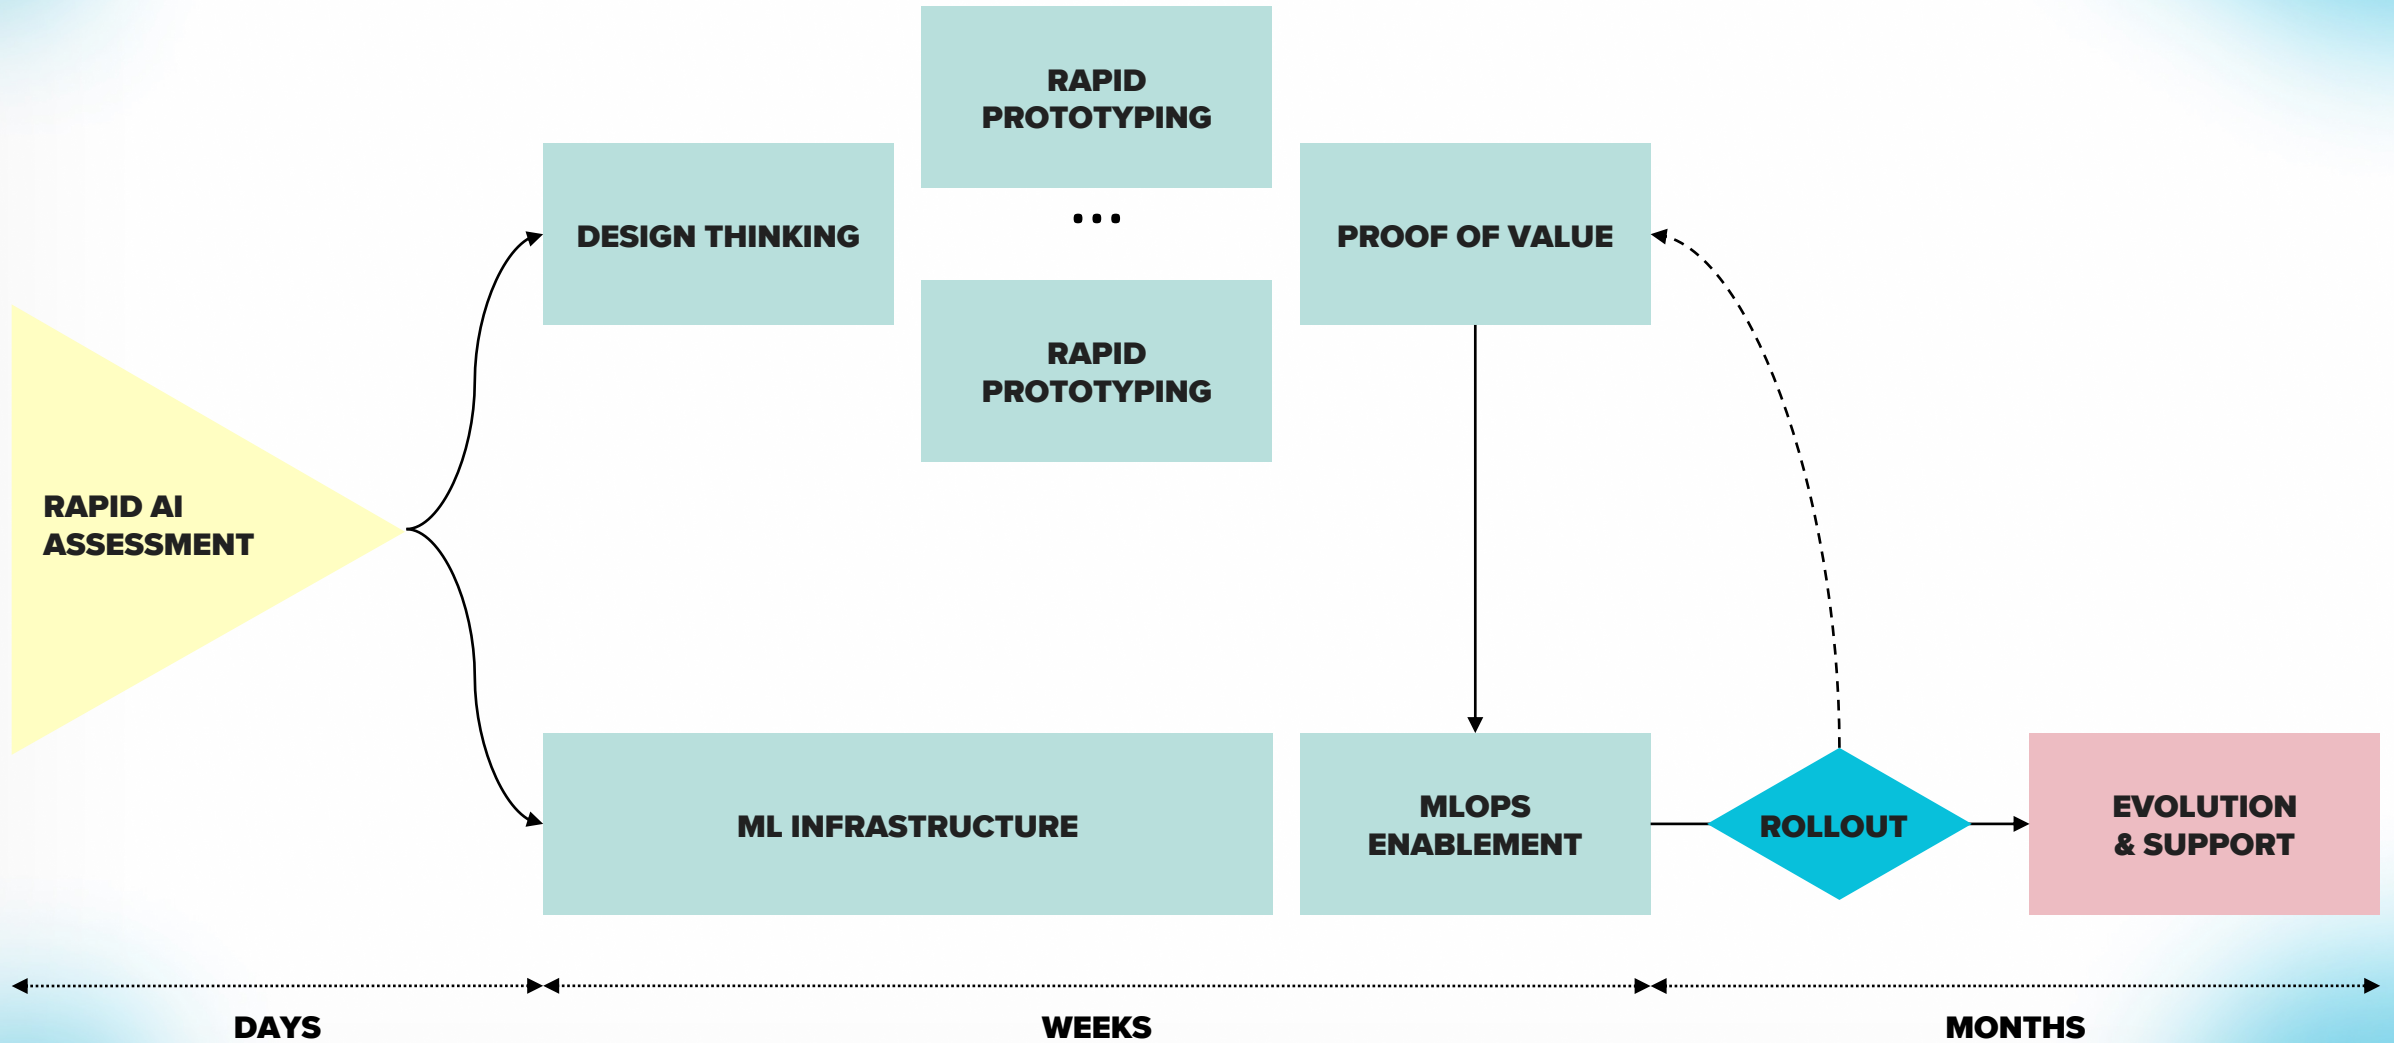 RAPID
PROTOTYPING
...
DESIGN THINKING
PROOF OF VALUE
RAPID
PROTOTYPING
RAPID AI
ASSESSMENT
ML INFRASTRUCTURE
MLOPS
ENABLEMENT
ROLLOUT
EVOLUTION
& SUPPORT
DAYS
WEEKS
MONTHS